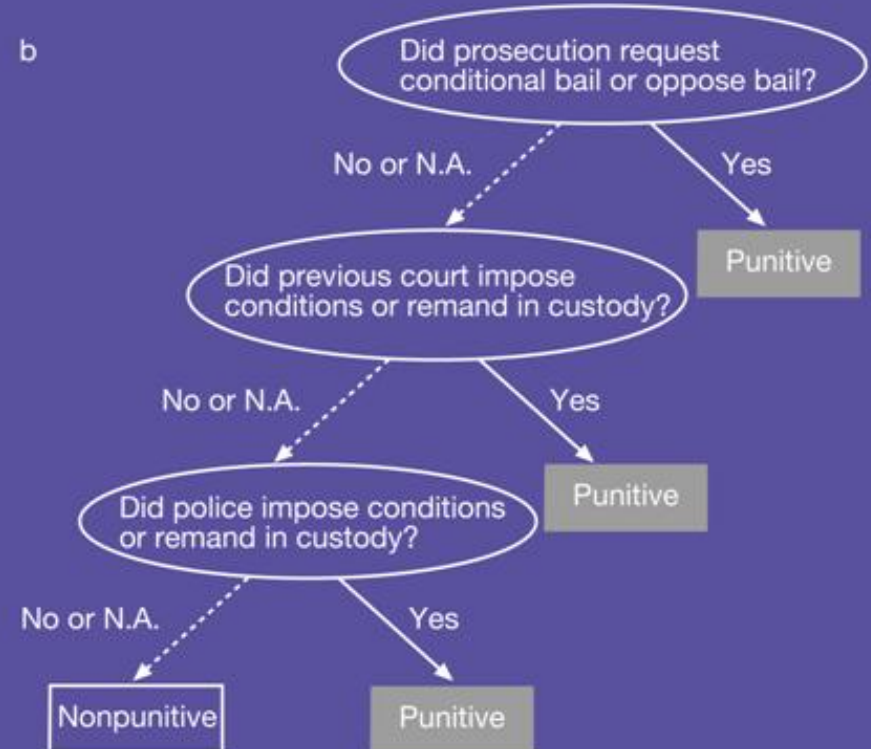 b
Did prosecution request
conditional bail or oppose bail?
No or N.A.
Yes
Punitive
Did previous court impose
conditions or remand in custody?
No or N.A.
Yes
Punitive
Did police impose conditions
or remand in custody?
No or N.A.
Yes
Nonpunitive
Punitive